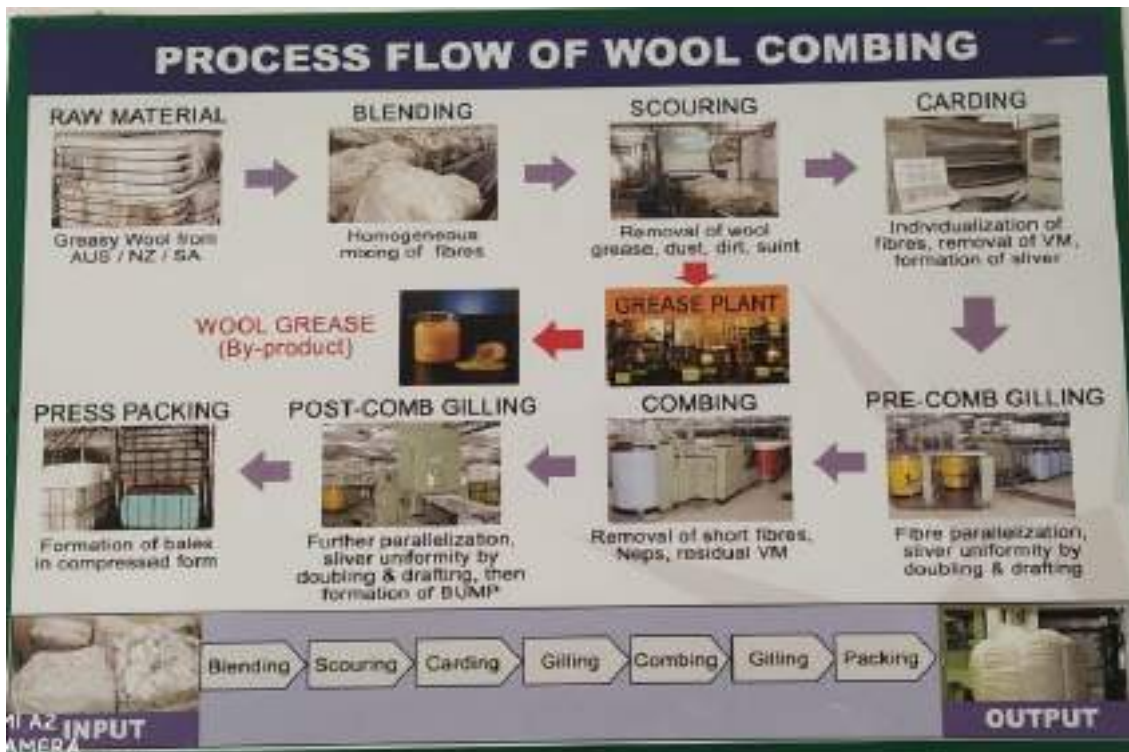 PROCESS FLOW OF WOOL COMBING
RAW MATERIAL
Greasy Wool from
AUS / NZ / SA
BLENDING
Homogeneous
mixing of fibres
SCOURING
Removal of wool
grease, dust, dirt, suint
CARDING
Individualization of
fibres, removal of VM,
formation of sliver
GREASE PLANT
WOOL GREASE
(By-product)
PRE-COMB GILLING
Fibre parallelization,
sliver uniformity by
doubling & drafting
COMBING
Removal of short fibres,
Neps, residual VM
POST-COMB GILLING
Further parallelization,
sliver uniformity by
doubling & drafting, then
formation of BUMP
PRESS PACKING
Formation of bales
in compressed form
INPUT
Blending
Scouring
Carding
Gilling
Combing
Gilling
Packing
OUTPUT
MI A2
AMERA